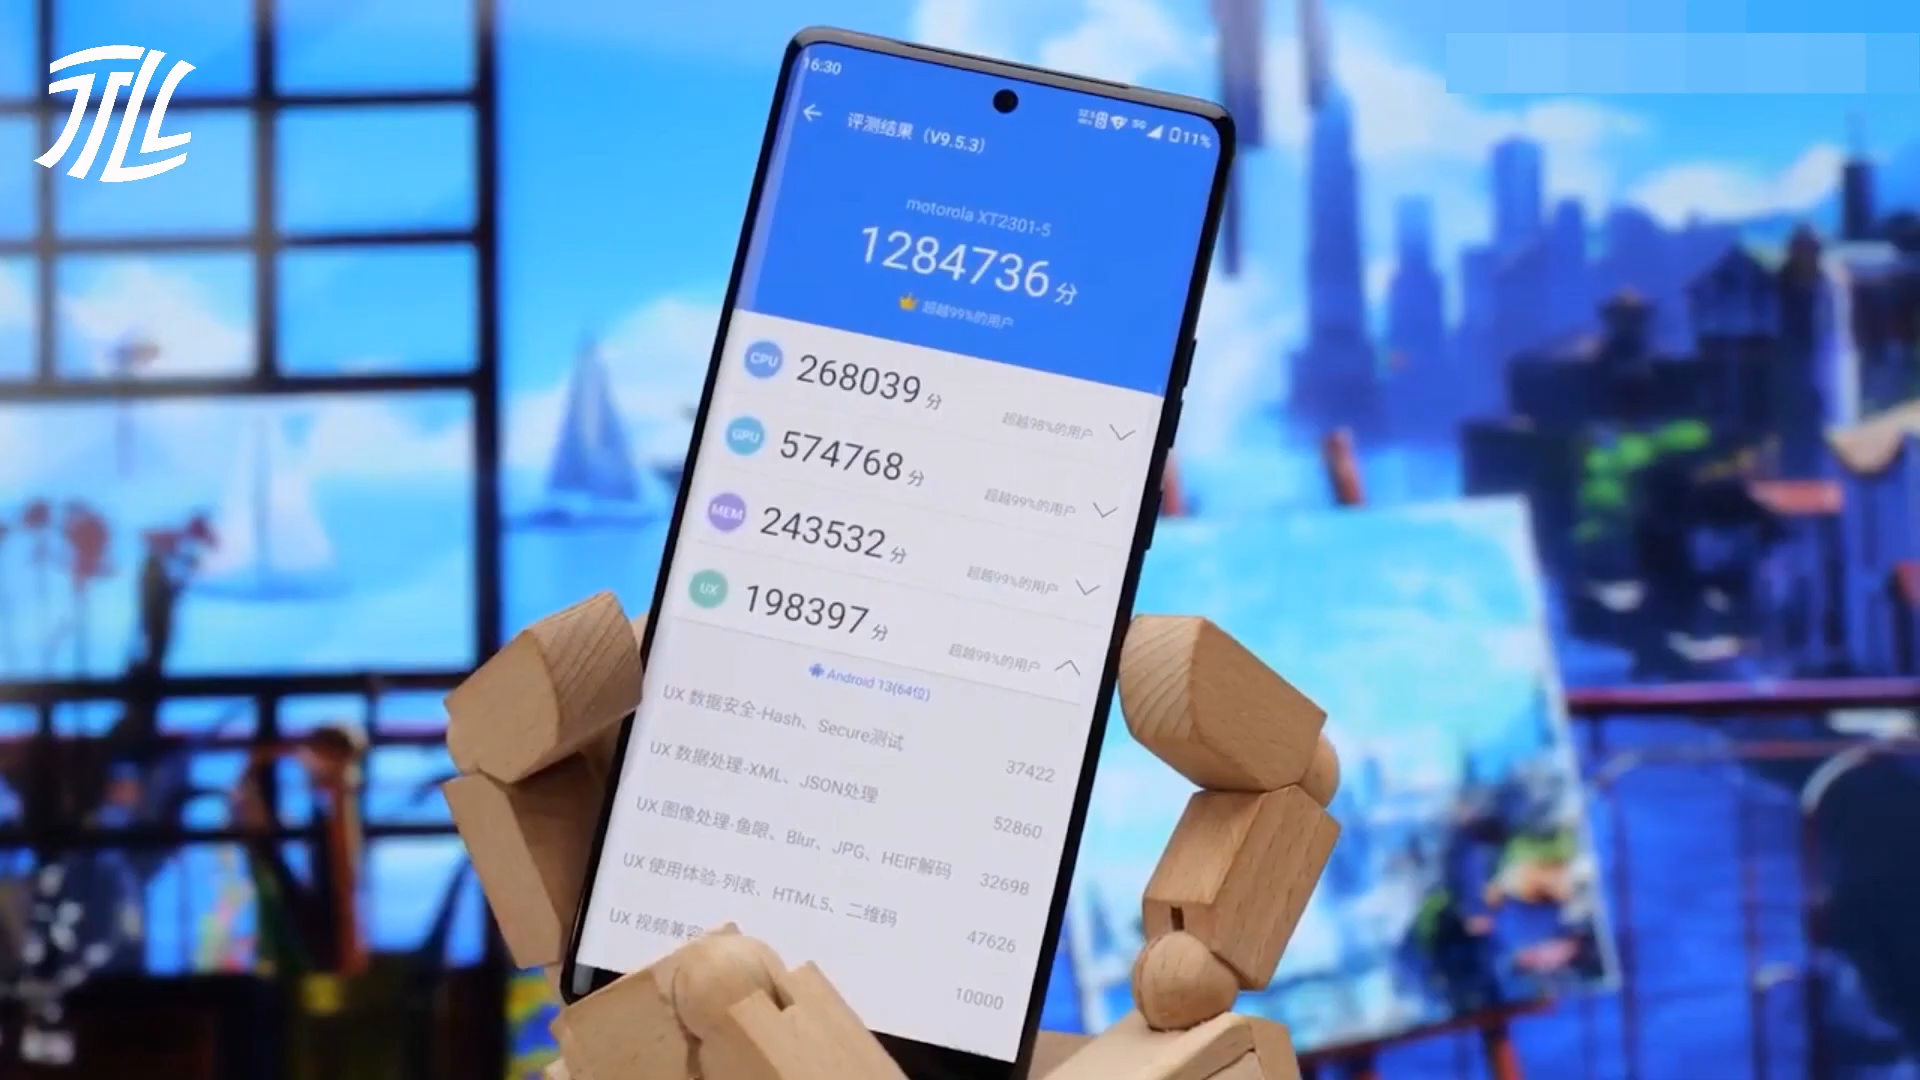 16:30
5G
11%
评测结果（V9.5.3）
motorola XT2301-5
1284736分
超越99%的用户
CPU 268039分 超越98%的用户
GPU 574768分 超越99%的用户
MEM 243532分 超越99%的用户
UX 198397分 超越99%的用户
Android 13(64位)
UX 数据安全-Hash、Secure测试 37422
UX 数据处理-XML、JSON处理 52860
UX 图像处理-鱼眼、Blur、JPG、HEIF解码 32698
UX 使用体验-列表、HTML5、二维码 47626
UX 视频兼容 10000